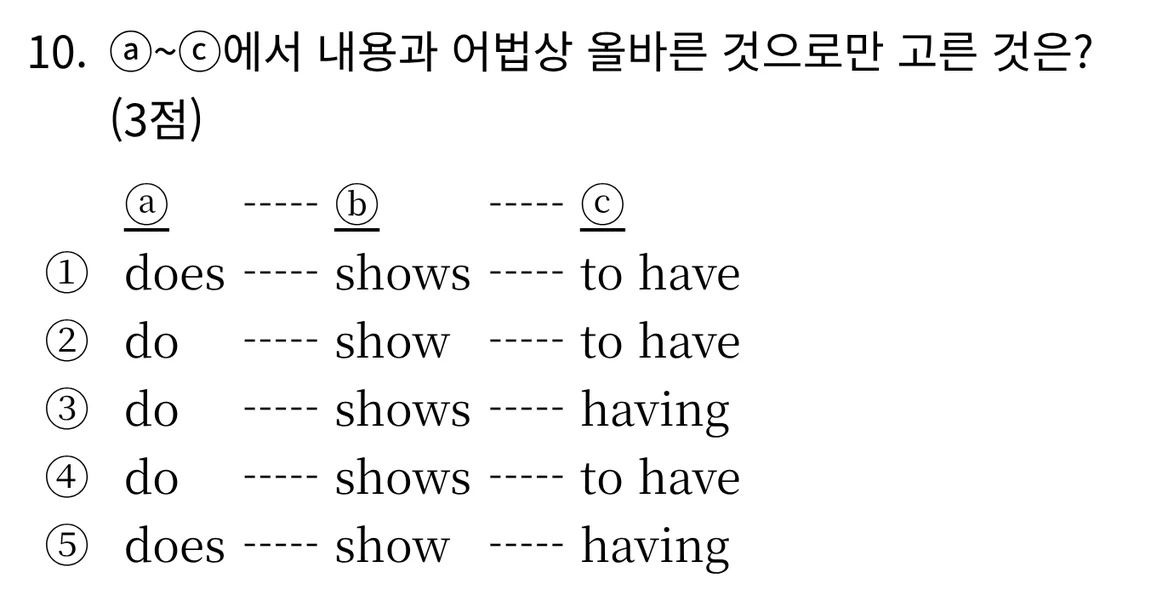 10. ⓐ~ⓒ에서 내용과 어법상 올바른 것으로만 고른 것은?
(3점)
ⓐ ----- ⓑ ----- ⓒ
① does ----- shows ----- to have
② do ----- show ----- to have
③ do ----- shows ----- having
④ do ----- shows ----- to have
⑤ does ----- show ----- having